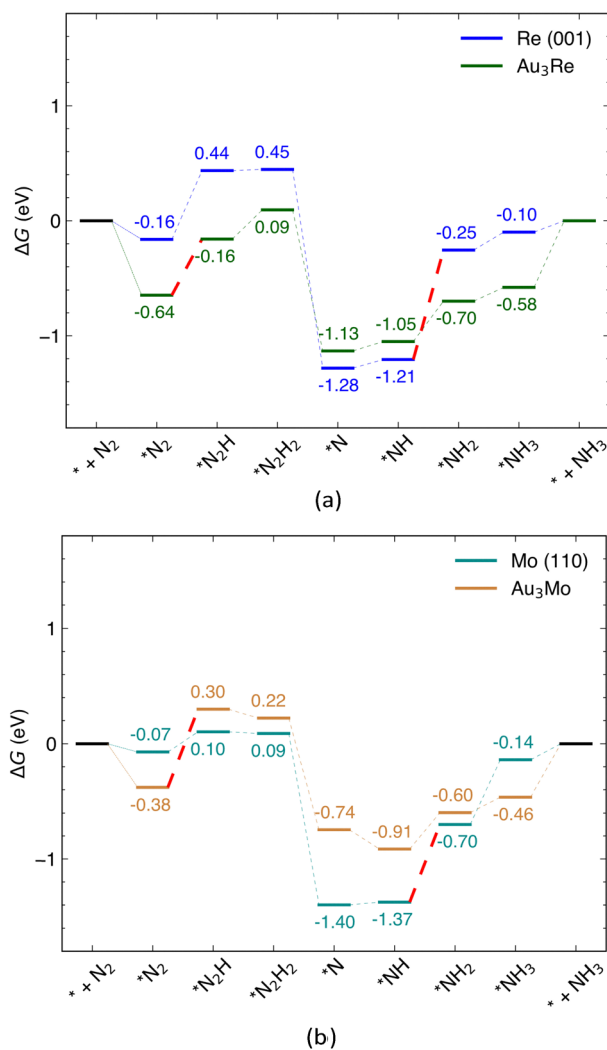 Re (001)
Au₃Re
1
0
−1
ΔG (eV)
0.44
0.45
-0.16
-0.16
0.09
-0.64
-0.25
-0.10
-0.70
-0.58
-1.13
-1.05
-1.28
-1.21
* + N₂
*N₂
*N₂H
*N₂H₂
*N
*NH
*NH₂
*NH₃
* + NH₃
(a)
Mo (110)
Au₃Mo
1
0
−1
ΔG (eV)
0.30
0.22
-0.07
0.10
0.09
-0.14
-0.38
-0.60
-0.46
-0.74
-0.91
-0.70
-1.40
-1.37
* + N₂
*N₂
*N₂H
*N₂H₂
*N
*NH
*NH₂
*NH₃
* + NH₃
(b)